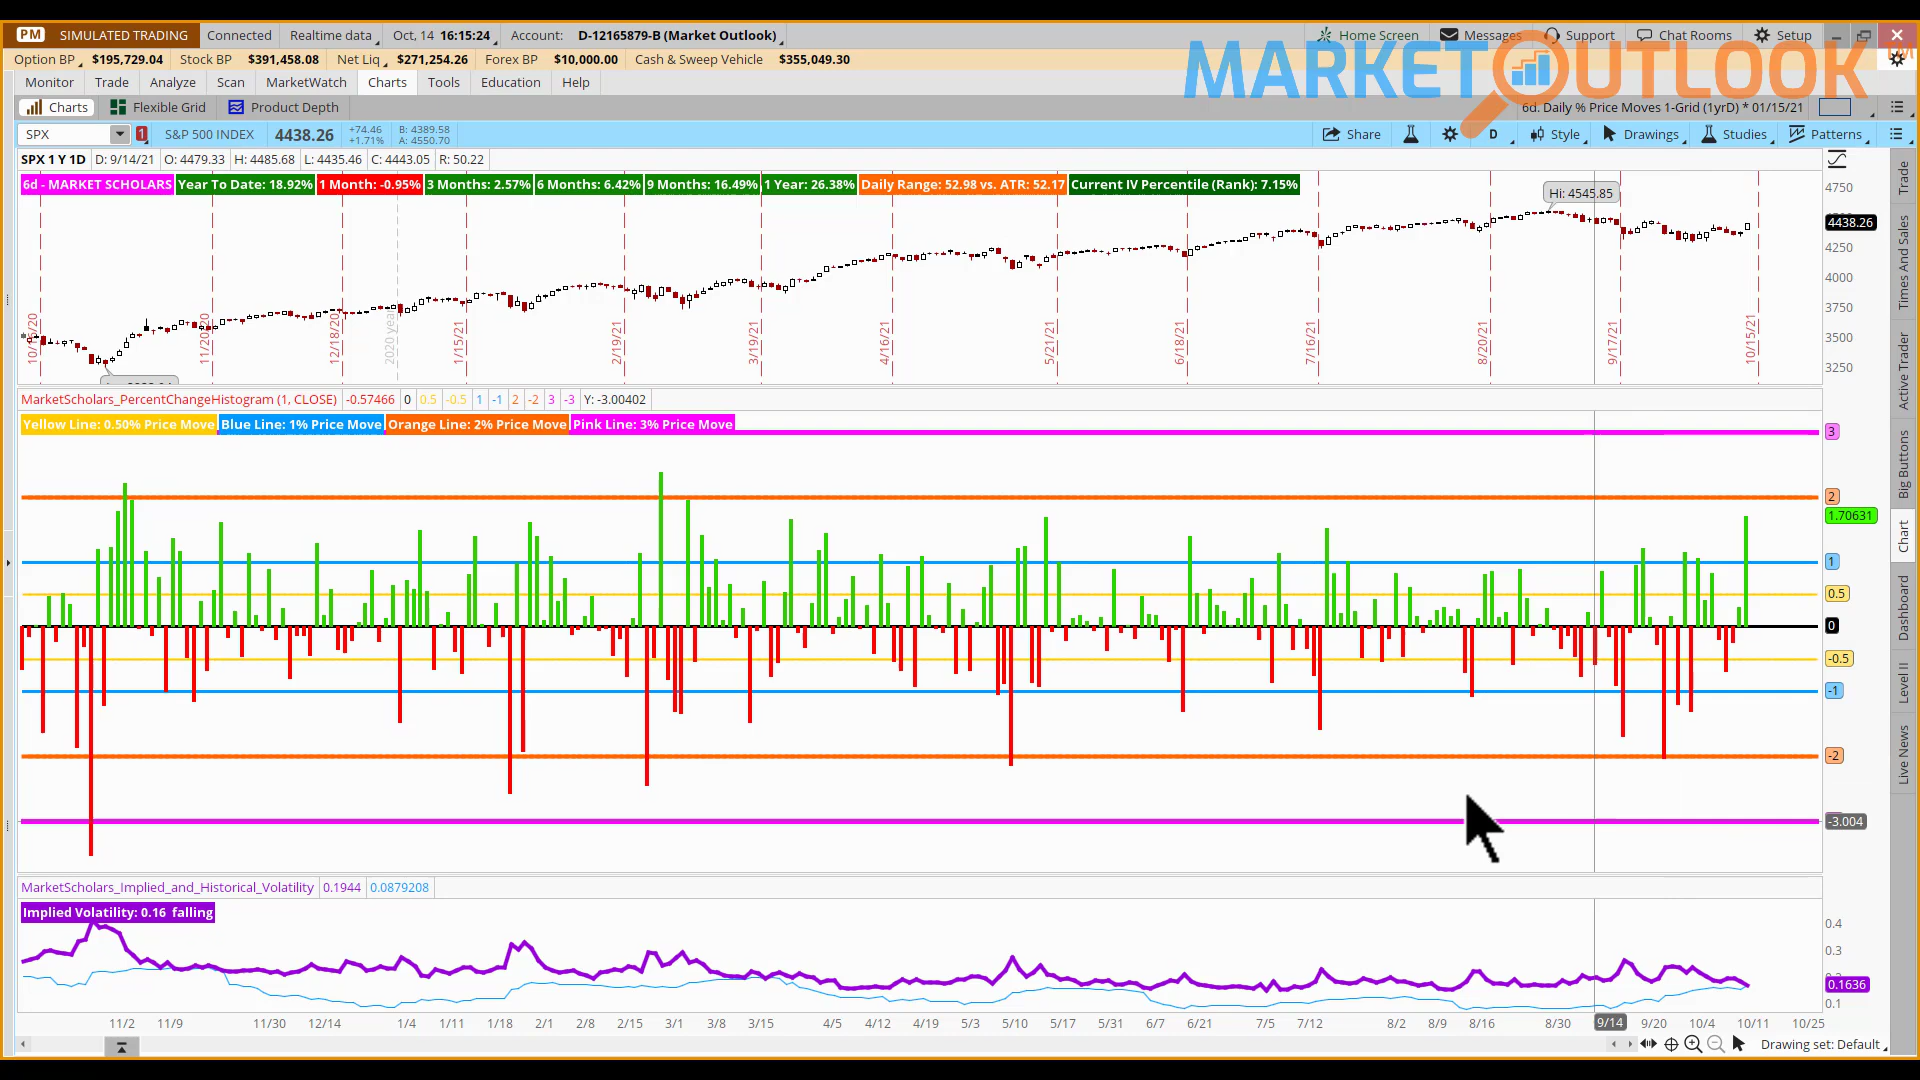 PM SIMULATED TRADING Connected Realtime data Oct, 14 16:15:24 Account: D-12165879-B (Market Outlook) Home Screen Messages Support Chat Rooms Setup
Option BP $195,729.04 Stock BP $391,458.08 Net Liq $271,254.26 Forex BP $10,000.00 Cash & Sweep Vehicle $355,049.30
MARKET OUTLOOK
Monitor Trade Analyze Scan MarketWatch Charts Tools Education Help
Charts Flexible Grid Product Depth 6d. Daily % Price Moves 1-Grid (1yrD) * 01/15/21
SPX 1 S&P 500 INDEX 4438.26 +74.46 B: 4389.58 Share D Style Drawings Studies Patterns
+1.71% A: 4550.70
SPX 1 Y 1D D: 9/14/21 O: 4479.33 H: 4485.68 L: 4435.46 C: 4443.05 R: 50.22
6d - MARKET SCHOLARS Year To Date: 18.92% 1 Month: -0.95% 3 Months: 2.57% 6 Months: 6.42% 9 Months: 16.49% 1 Year: 26.38% Daily Range: 52.98 vs. ATR: 52.17 Current IV Percentile (Rank): 7.15%
Hi: 4545.85
4750
4438.26
4250
4000
3750
3500
3250
10/16/20 11/20/20 12/18/20 2020 year 1/15/21 2/19/21 3/19/21 4/16/21 5/21/21 6/18/21 7/16/21 8/20/21 9/17/21 10/15/21
MarketScholars_PercentChangeHistogram (1, CLOSE) -0.57466 0 0.5 -0.5 1 -1 2 -2 3 -3 Y: -3.00402
Yellow Line: 0.50% Price Move Blue Line: 1% Price Move Orange Line: 2% Price Move Pink Line: 3% Price Move
3
2
1.70631
1
0.5
0
-0.5
-1
-2
-3.004
MarketScholars_Implied_and_Historical_Volatility 0.1944 0.0879208
Implied Volatility: 0.16 falling
0.4
0.3
0.1636
0.1
11/2 11/9 11/30 12/14 1/4 1/11 1/18 2/1 2/8 2/15 3/1 3/8 3/15 4/5 4/12 4/19 5/3 5/10 5/17 5/31 6/7 6/21 7/5 7/12 8/2 8/9 8/16 8/30 9/14 9/20 10/4 10/11 10/25
Drawing set: Default
Trade
Times And Sales
Active Trader
Big Buttons
Chart
Dashboard
Level II
Live News